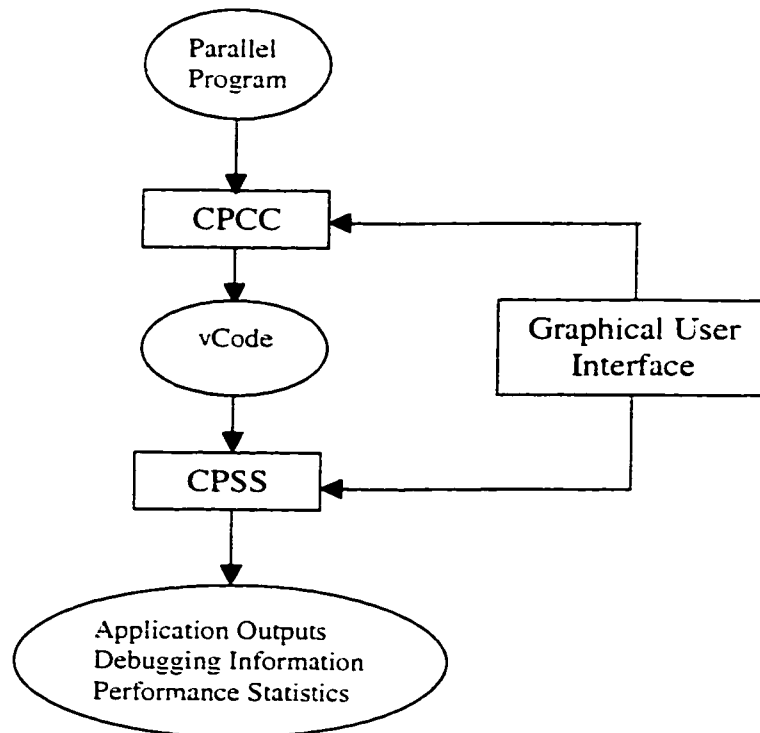 Parallel
Program
CPCC
vCode
Graphical User
Interface
CPSS
Application Outputs
Debugging Information
Performance Statistics